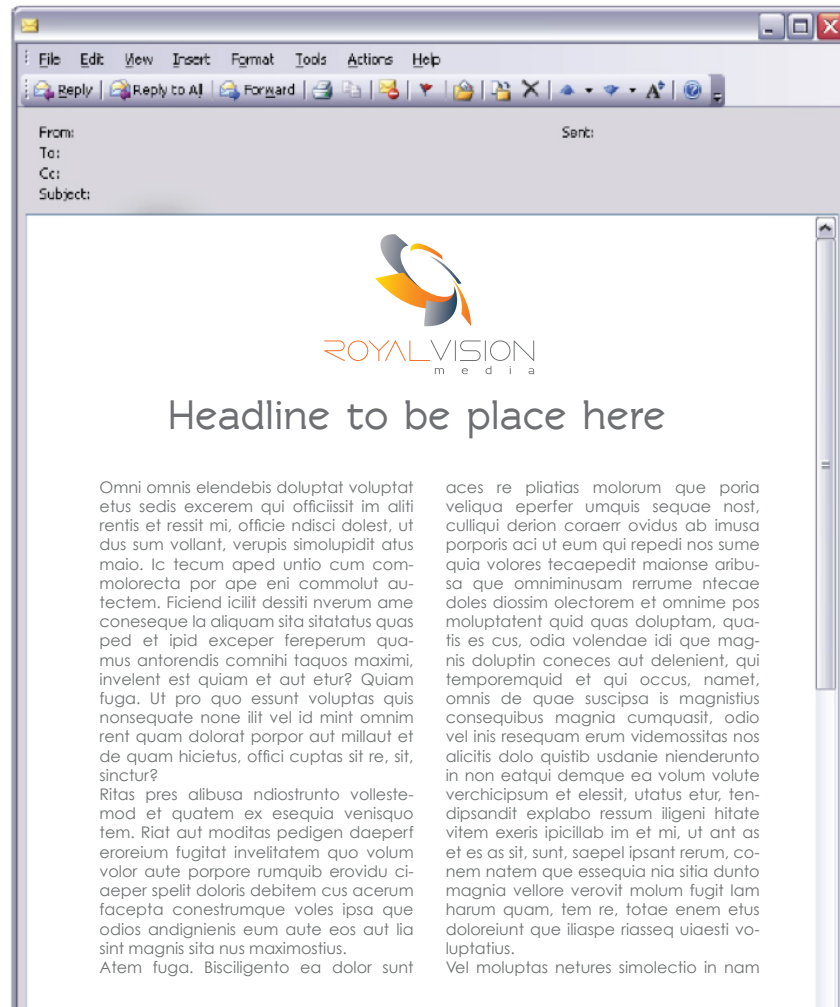 File Edit View Insert Format Tools Actions Help
Reply Reply to All Forward
From: Sent:
To:
Cc:
Subject:
ROYALVISION
media
Headline to be place here
Omni omnis elendebis doluptat voluptat
etus sedis excerem qui officiissit im aliti
rentis et ressit mi, officie ndisci dolest, ut
dus sum vollant, verupis simolupidit atus
maio. Ic tecum aped untio cum com-
molorecta por ape eni commolut au-
tectem. Ficiend icilit dessiti nverum ame
coneseque la aliquam sita sitatatus quas
ped et ipid exceper fereperum qua-
mus antorendis comnihi taquos maximi,
invelent est quiam et aut etur? Quiam
fuga. Ut pro quo essunt voluptas quis
nonsequate none ilit vel id mint omnim
rent quam dolorat porpor aut millaut et
de quam hicietus, offici cuptas sit re, sit,
sinctur?
Ritas pres alibusa ndiostrunto volleste-
mod et quatem ex esequia venisquo
tem. Riat aut moditas pedigen daeperf
eroreium fugitat invelitatem quo volum
volor aute porpore rumquib erovidu ci-
aeper spelit doloris debitem cus acerum
facepta conestrumque voles ipsa que
odios andignienis eum aute eos aut lia
sint magnis sita nus maximostius.
Atem fuga. Bisciligento ea dolor sunt
aces re pliatias molorum que poria
veliqua eperfer umquis sequae nost,
culliqui derion coraerr ovidus ab imusa
porporis aci ut eum qui repedi nos sume
quia volores tecaepedit maionse aribu-
sa que omniminusam rerrume ntecae
doles diossim olectorem et omnime pos
moluptatent quid quas doluptam, qua-
tis es cus, odia volendae idi que mag-
nis doluptin coneces aut delenient, qui
temporemquid et qui occus, namet,
omnis de quae suscipsa is magnistius
consequibus magnia cumquasit, odio
vel inis resequam erum videmossitas nos
alicitis dolo quistib usdanie nienderunto
in non eatqui demque ea volum volute
verchicipsum et elessit, utatus etur, ten-
dipsandit explabo ressum iligeni hitate
vitem exeris ipicillab im et mi, ut ant as
et es as sit, sunt, saepel ipsant rerum, co-
nem natem que essequia nia sitia dunto
magnia vellore verovit molum fugit lam
harum quam, tem re, totae enem etus
doloreiunt que iliaspe riasseq uiaesti vo-
luptatius.
Vel moluptas netures simolectio in nam